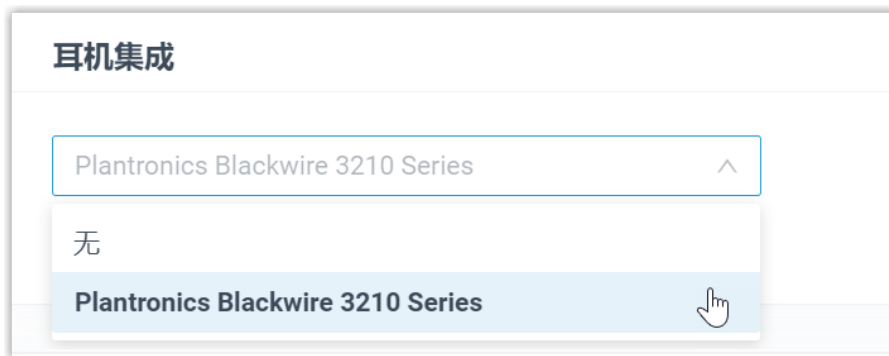 耳机集成
Plantronics Blackwire 3210 Series
无
Plantronics Blackwire 3210 Series